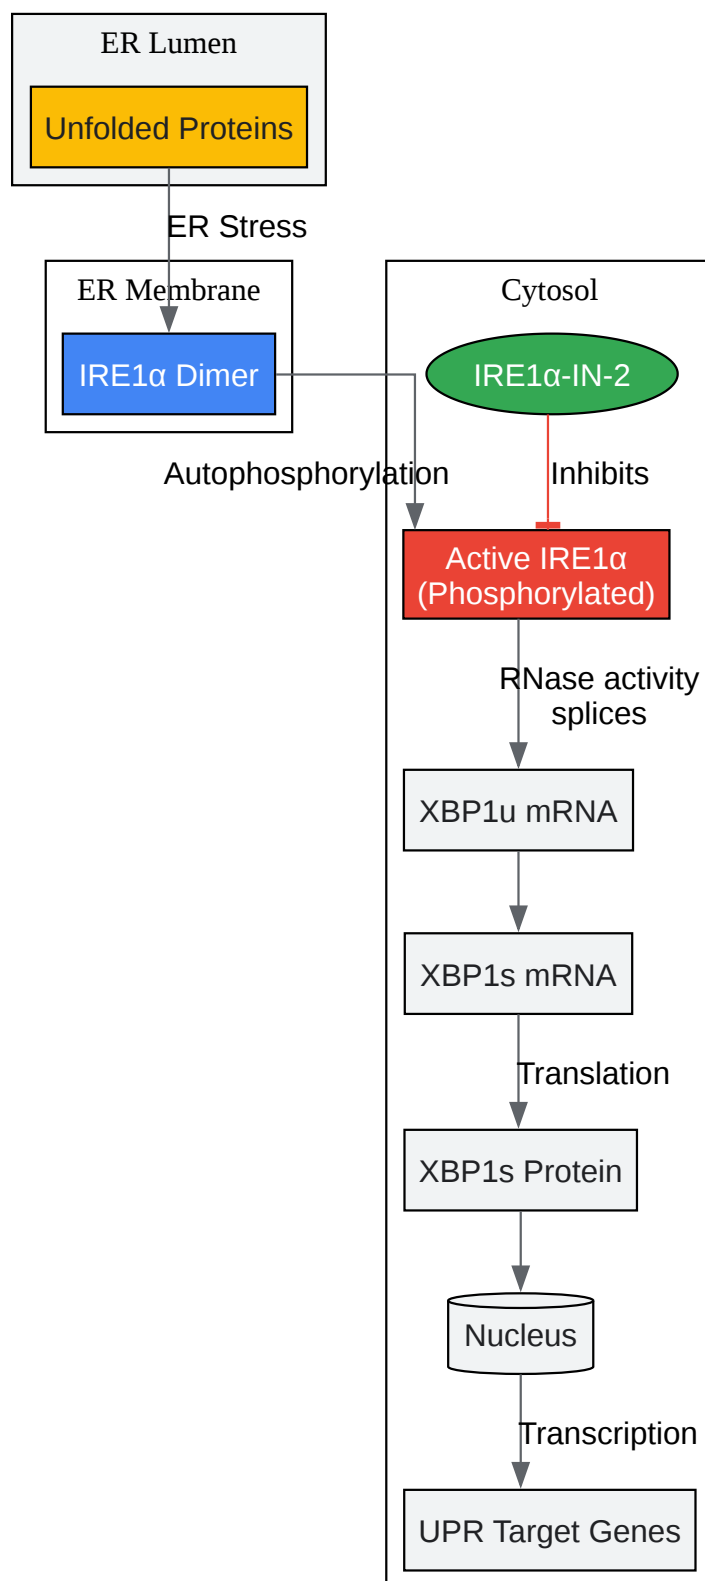 ER Lumen
Unfolded Proteins
ER Stress
ER Membrane
Cytosol
IRE1α Dimer
IRE1α-IN-2
Autophosphorylation
Inhibits
Active IRE1α
(Phosphorylated)
RNase activity
splices
XBP1u mRNA
XBP1s mRNA
Translation
XBP1s Protein
Nucleus
Transcription
UPR Target Genes